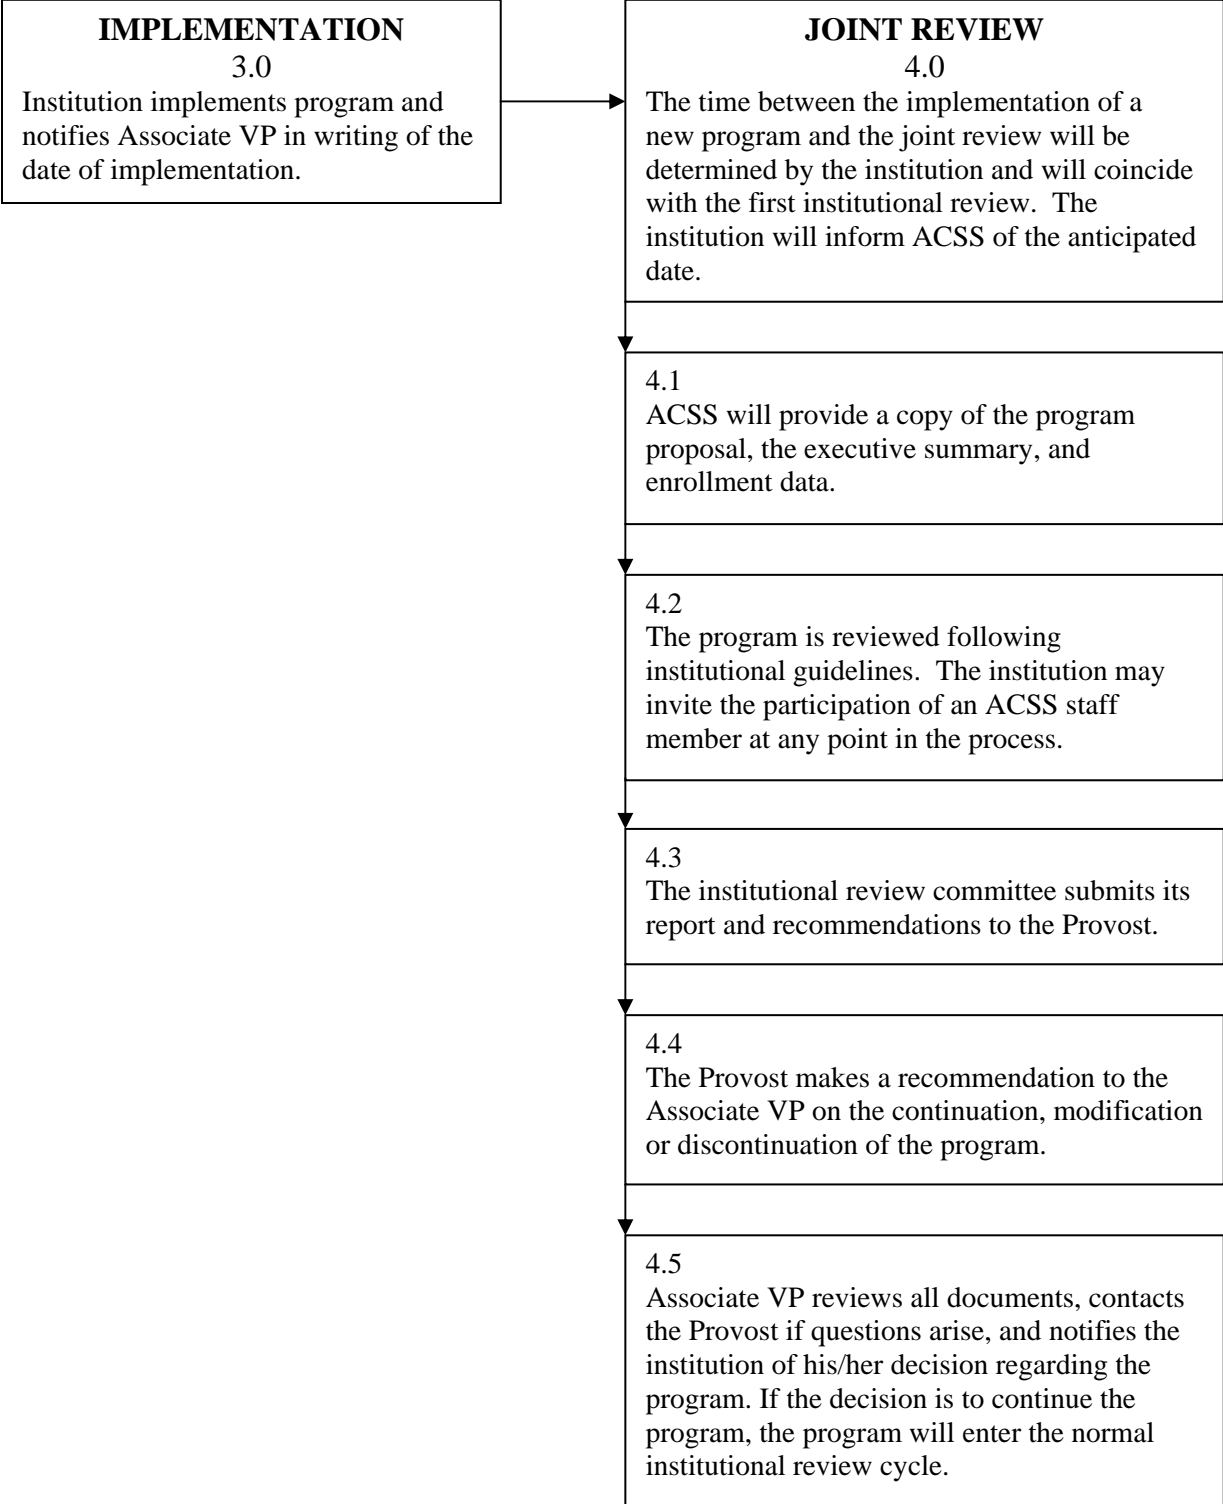 IMPLEMENTATION
3.0
Institution implements program and
notifies Associate VP in writing of the
date of implementation.
JOINT REVIEW
4.0
The time between the implementation of a
new program and the joint review will be
determined by the institution and will coincide
with the first institutional review.  The
institution will inform ACSS of the anticipated
date.
4.1
ACSS will provide a copy of the program
proposal, the executive summary, and
enrollment data.
4.2
The program is reviewed following
institutional guidelines.  The institution may
invite the participation of an ACSS staff
member at any point in the process.
4.3
The institutional review committee submits its
report and recommendations to the Provost.
4.4
The Provost makes a recommendation to the
Associate VP on the continuation, modification
or discontinuation of the program.
4.5
Associate VP reviews all documents, contacts
the Provost if questions arise, and notifies the
institution of his/her decision regarding the
program. If the decision is to continue the
program, the program will enter the normal
institutional review cycle.